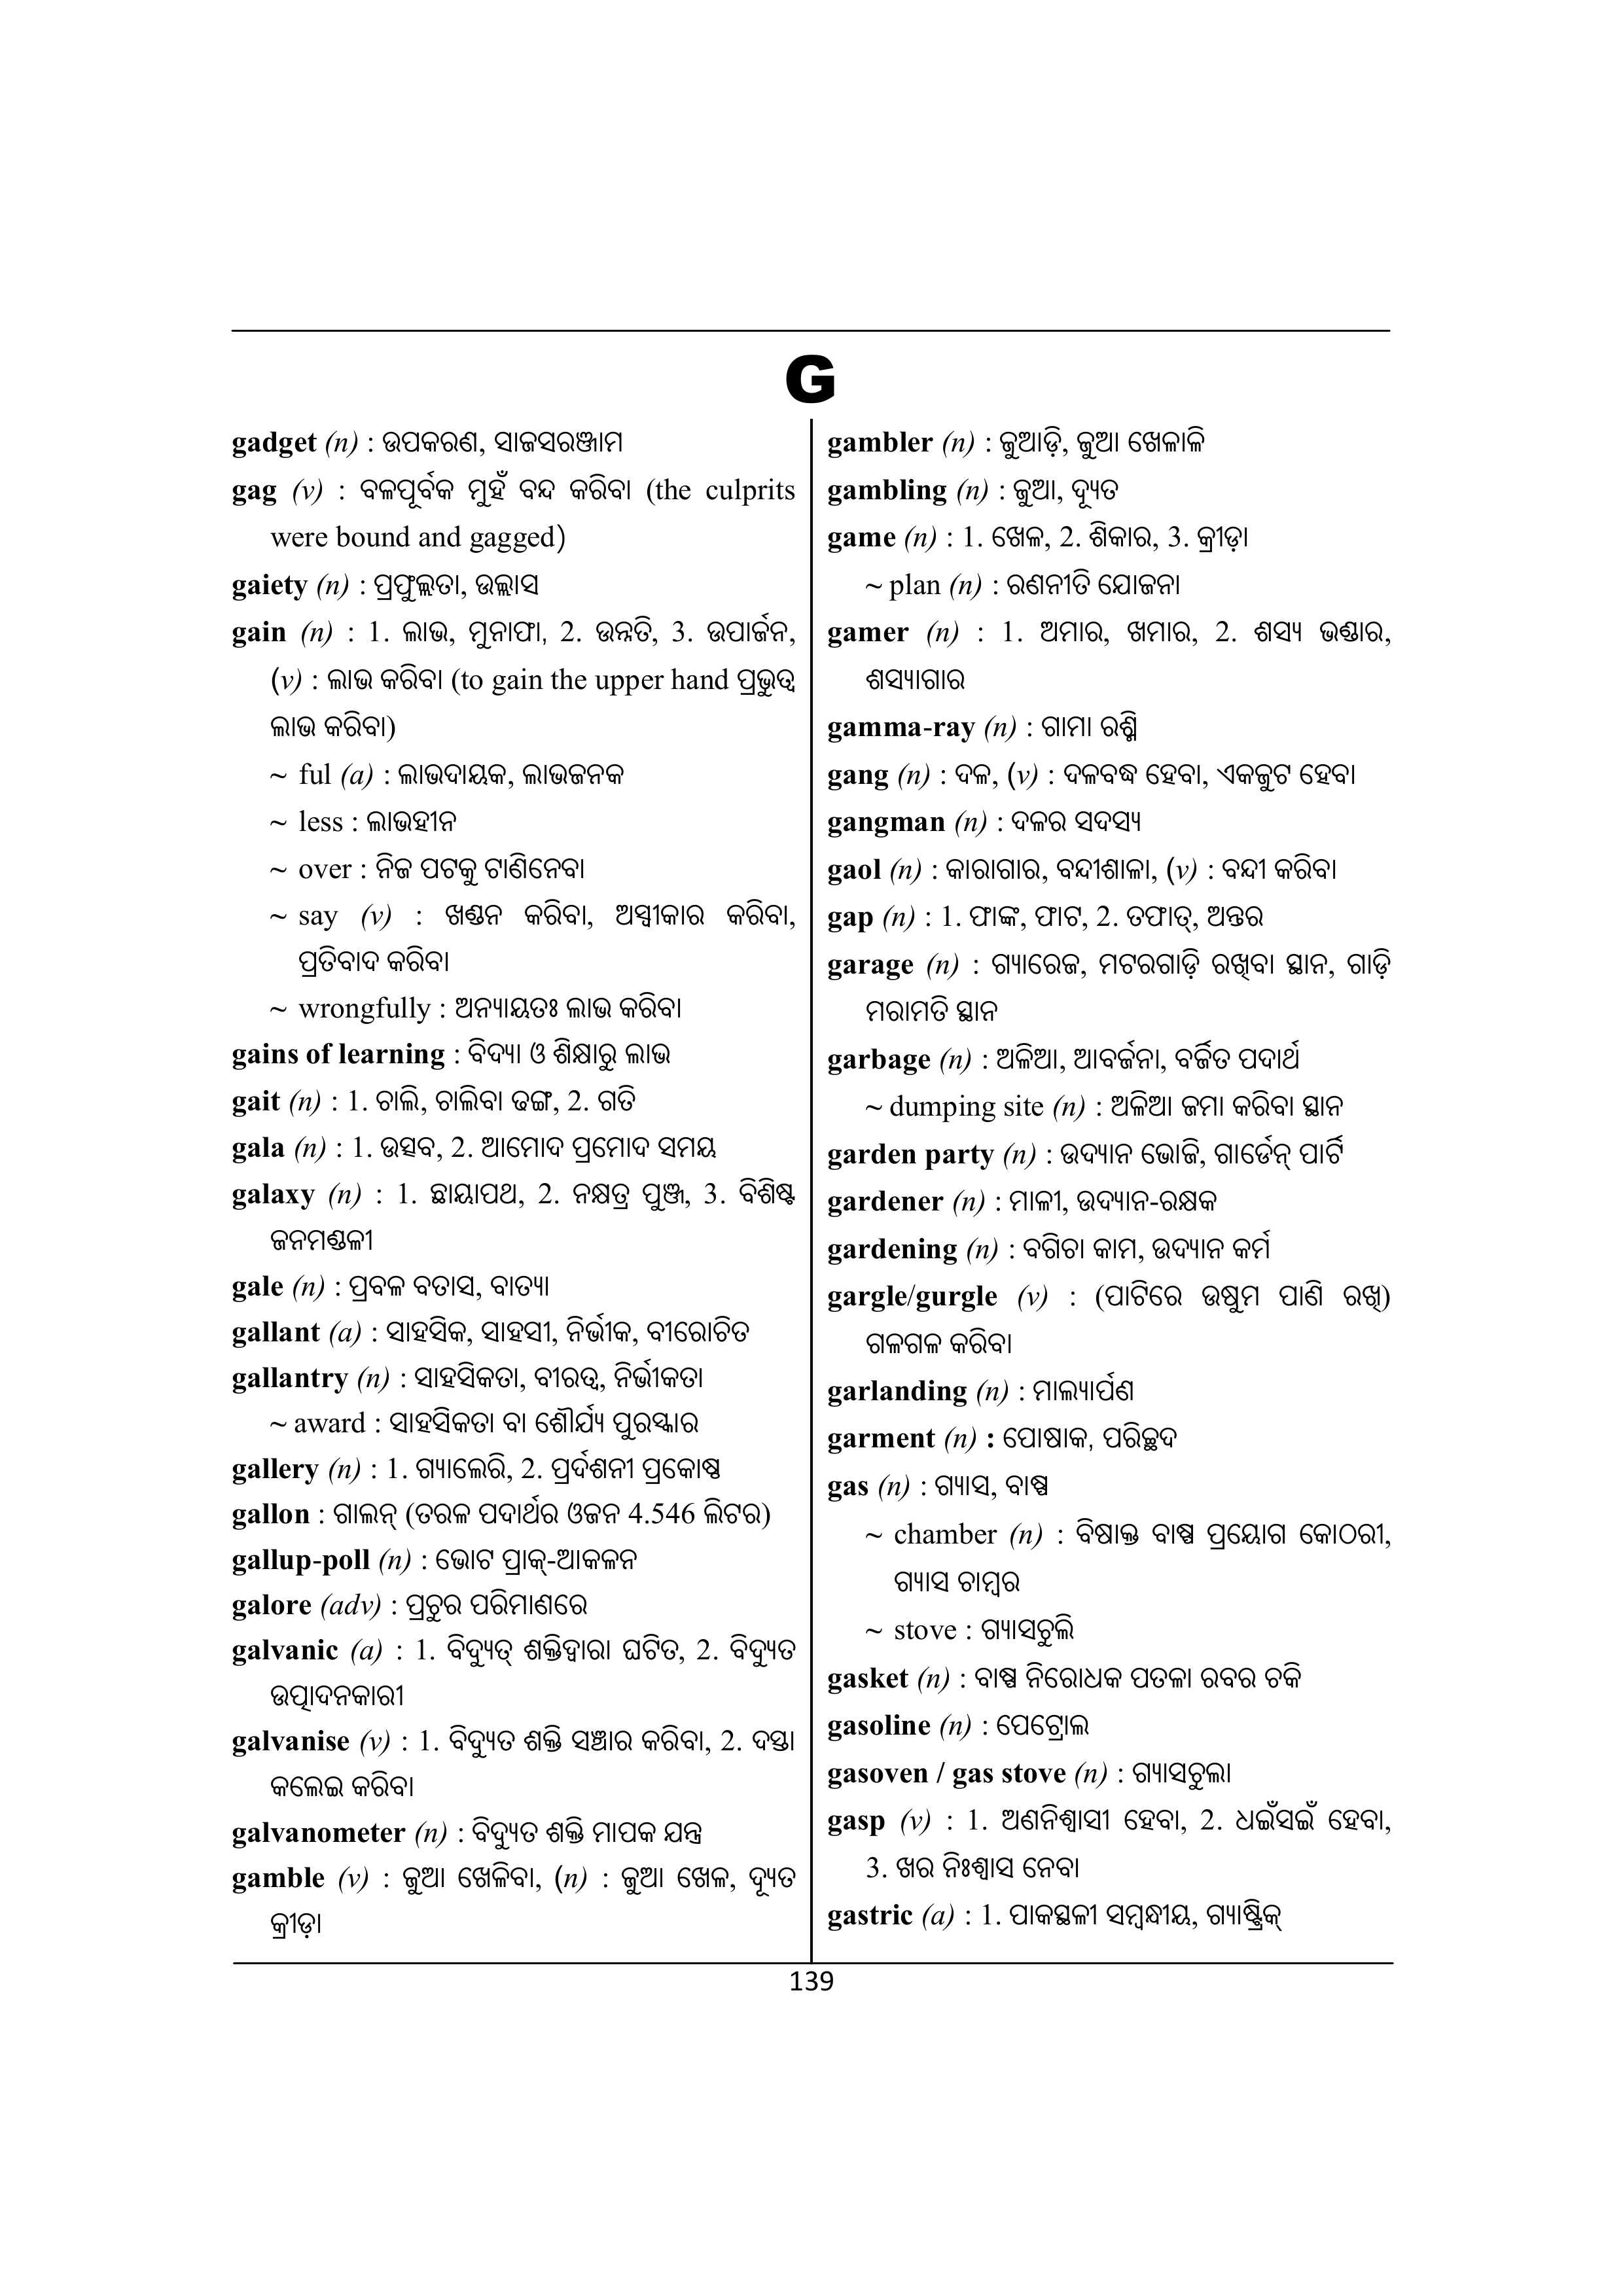 G
gadget (n) : ଉପକରଣ, ସାଜସରଞ୍ଜାମ
gag (v) : ବଳପୂର୍ବକ ମୁହଁ ବନ୍ଦ କରିବା (the culprits
were bound and gagged)
gaiety (n) : ପ୍ରଫୁଲ୍ଲତା, ଉଲ୍ଲାସ
gain (n) : 1. ଲାଭ, ମୁନାଫା, 2. ଉନ୍ନତି, 3. ଉପାର୍ଜନ,
(v) : ଲାଭ କରିବା (to gain the upper hand ପ୍ରଭୁତ୍ୱ
ଲାଭ କରିବା)
~ ful (a) : ଲାଭଦାୟକ, ଲାଭଜନକ
~ less : ଲାଭହୀନ
~ over : ନିଜ ପଟକୁ ଟାଣିନେବା
~ say (v) : ଖଣ୍ଡନ କରିବା, ଅସ୍ୱୀକାର କରିବା,
ପ୍ରତିବାଦ କରିବା
~ wrongfully : ଅନ୍ୟାୟତଃ ଲାଭ କରିବା
gains of learning : ବିଦ୍ୟା ଓ ଶିକ୍ଷାରୁ ଲାଭ
gait (n) : 1. ଚାଲି, ଚାଲିବା ଢଙ୍ଗ, 2. ଗତି
gala (n) : 1. ଉତ୍ସବ, 2. ଆମୋଦ ପ୍ରମୋଦ ସମୟ
galaxy (n) : 1. ଛାୟାପଥ, 2. ନକ୍ଷତ୍ର ପୁଞ୍ଜ, 3. ବିଶିଷ୍ଟ
ଜନମଣ୍ଡଳୀ
gale (n) : ପ୍ରବଳ ବତାସ, ବାତ୍ୟା
gallant (a) : ସାହସିକ, ସାହସୀ, ନିର୍ଭୀକ, ବୀରୋଚିତ
gallantry (n) : ସାହସିକତା, ବୀରତ୍ୱ, ନିର୍ଭୀକତା
~ award : ସାହସିକତା ବା ଶୌର୍ଯ୍ୟ ପୁରସ୍କାର
gallery (n) : 1. ଗ୍ୟାଲେରି, 2. ପ୍ରର୍ଦଶନୀ ପ୍ରକୋଷ୍ଠ
gallon : ଗାଲନ୍ (ତରଳ ପଦାର୍ଥର ଓଜନ 4.546 ଲିଟର)
gallup-poll (n) : ଭୋଟ ପ୍ରାକ୍-ଆକଳନ
galore (adv) : ପ୍ରଚୁର ପରିମାଣରେ
galvanic (a) : 1. ବିଦ୍ୟୁତ୍ ଶକ୍ତିଦ୍ୱାରା ଘଟିତ, 2. ବିଦ୍ୟୁତ
ଉତ୍ପାଦନକାରୀ
galvanise (v) : 1. ବିଦ୍ୟୁତ ଶକ୍ତି ସଞ୍ଚାର କରିବା, 2. ଦସ୍ତା
କଲେଇ କରିବା
galvanometer (n) : ବିଦ୍ୟୁତ ଶକ୍ତି ମାପକ ଯନ୍ତ୍ର
gamble (v) : ଜୁଆ ଖେଳିବା, (n) : ଜୁଆ ଖେଳ, ଦ୍ୟୂତ
କ୍ରୀଡ଼ା
gambler (n) : ଜୁଆଡ଼ି, ଜୁଆ ଖେଳାଳି
gambling (n) : ଜୁଆ, ଦ୍ୟୂତ
game (n) : 1. ଖେଳ, 2. ଶିକାର, 3. କ୍ରୀଡ଼ା
~ plan (n) : ରଣନୀତି ଯୋଜନା
gamer (n) : 1. ଅମାର, ଖମାର, 2. ଶସ୍ୟ ଭଣ୍ଡାର,
ଶସ୍ୟାଗାର
gamma-ray (n) : ଗାମା ରଶ୍ମି
gang (n) : ଦଳ, (v) : ଦଳବଦ୍ଧ ହେବା, ଏକଜୁଟ ହେବା
gangman (n) : ଦଳର ସଦସ୍ୟ
gaol (n) : କାରାଗାର, ବନ୍ଦୀଶାଳା, (v) : ବନ୍ଦୀ କରିବା
gap (n) : 1. ଫାଙ୍କ, ଫାଟ, 2. ତଫାତ୍, ଅନ୍ତର
garage (n) : ଗ୍ୟାରେଜ, ମଟରଗାଡ଼ି ରଖିବା ସ୍ଥାନ, ଗାଡ଼ି
ମରାମତି ସ୍ଥାନ
garbage (n) : ଅଳିଆ, ଆବର୍ଜ୍ଜନା, ବର୍ଜ୍ଜିତ ପଦାର୍ଥ
~ dumping site (n) : ଅଳିଆ ଜମା କରିବା ସ୍ଥାନ
garden party (n) : ଉଦ୍ୟାନ ଭୋଜି, ଗାର୍ଡେନ୍ ପାର୍ଟି
gardener (n) : ମାଳୀ, ଉଦ୍ୟାନ-ରକ୍ଷକ
gardening (n) : ବଗିଚା କାମ, ଉଦ୍ୟାନ କର୍ମ
gargle/gurgle (v) : (ପାଟିରେ ଉଷୁମ ପାଣି ରଖି)
ଗଳଗଳ କରିବା
garlanding (n) : ମାଲ୍ୟାର୍ପଣ
garment (n) : ପୋଷାକ, ପରିଚ୍ଛଦ
gas (n) : ଗ୍ୟାସ, ବାଷ୍ପ
~ chamber (n) : ବିଷାକ୍ତ ବାଷ୍ପ ପ୍ରୟୋଗ କୋଠରୀ,
ଗ୍ୟାସ ଚାମ୍ବର
~ stove : ଗ୍ୟାସଚୁଲି
gasket (n) : ବାଷ୍ପ ନିରୋଧକ ପତଳା ରବର ଚକି
gasoline (n) : ପେଟ୍ରୋଲ
gasoven / gas stove (n) : ଗ୍ୟାସଚୁଲା
gasp (v) : 1. ଅଣନିଶ୍ୱାସୀ ହେବା, 2. ଧଇଁସଇଁ ହେବା,
3. ଖର ନିଃଶ୍ୱାସ ନେବା
gastric (a) : 1. ପାକସ୍ଥଳୀ ସମ୍ବନ୍ଧୀୟ, ଗ୍ୟାଷ୍ଟ୍ରିକ୍
139